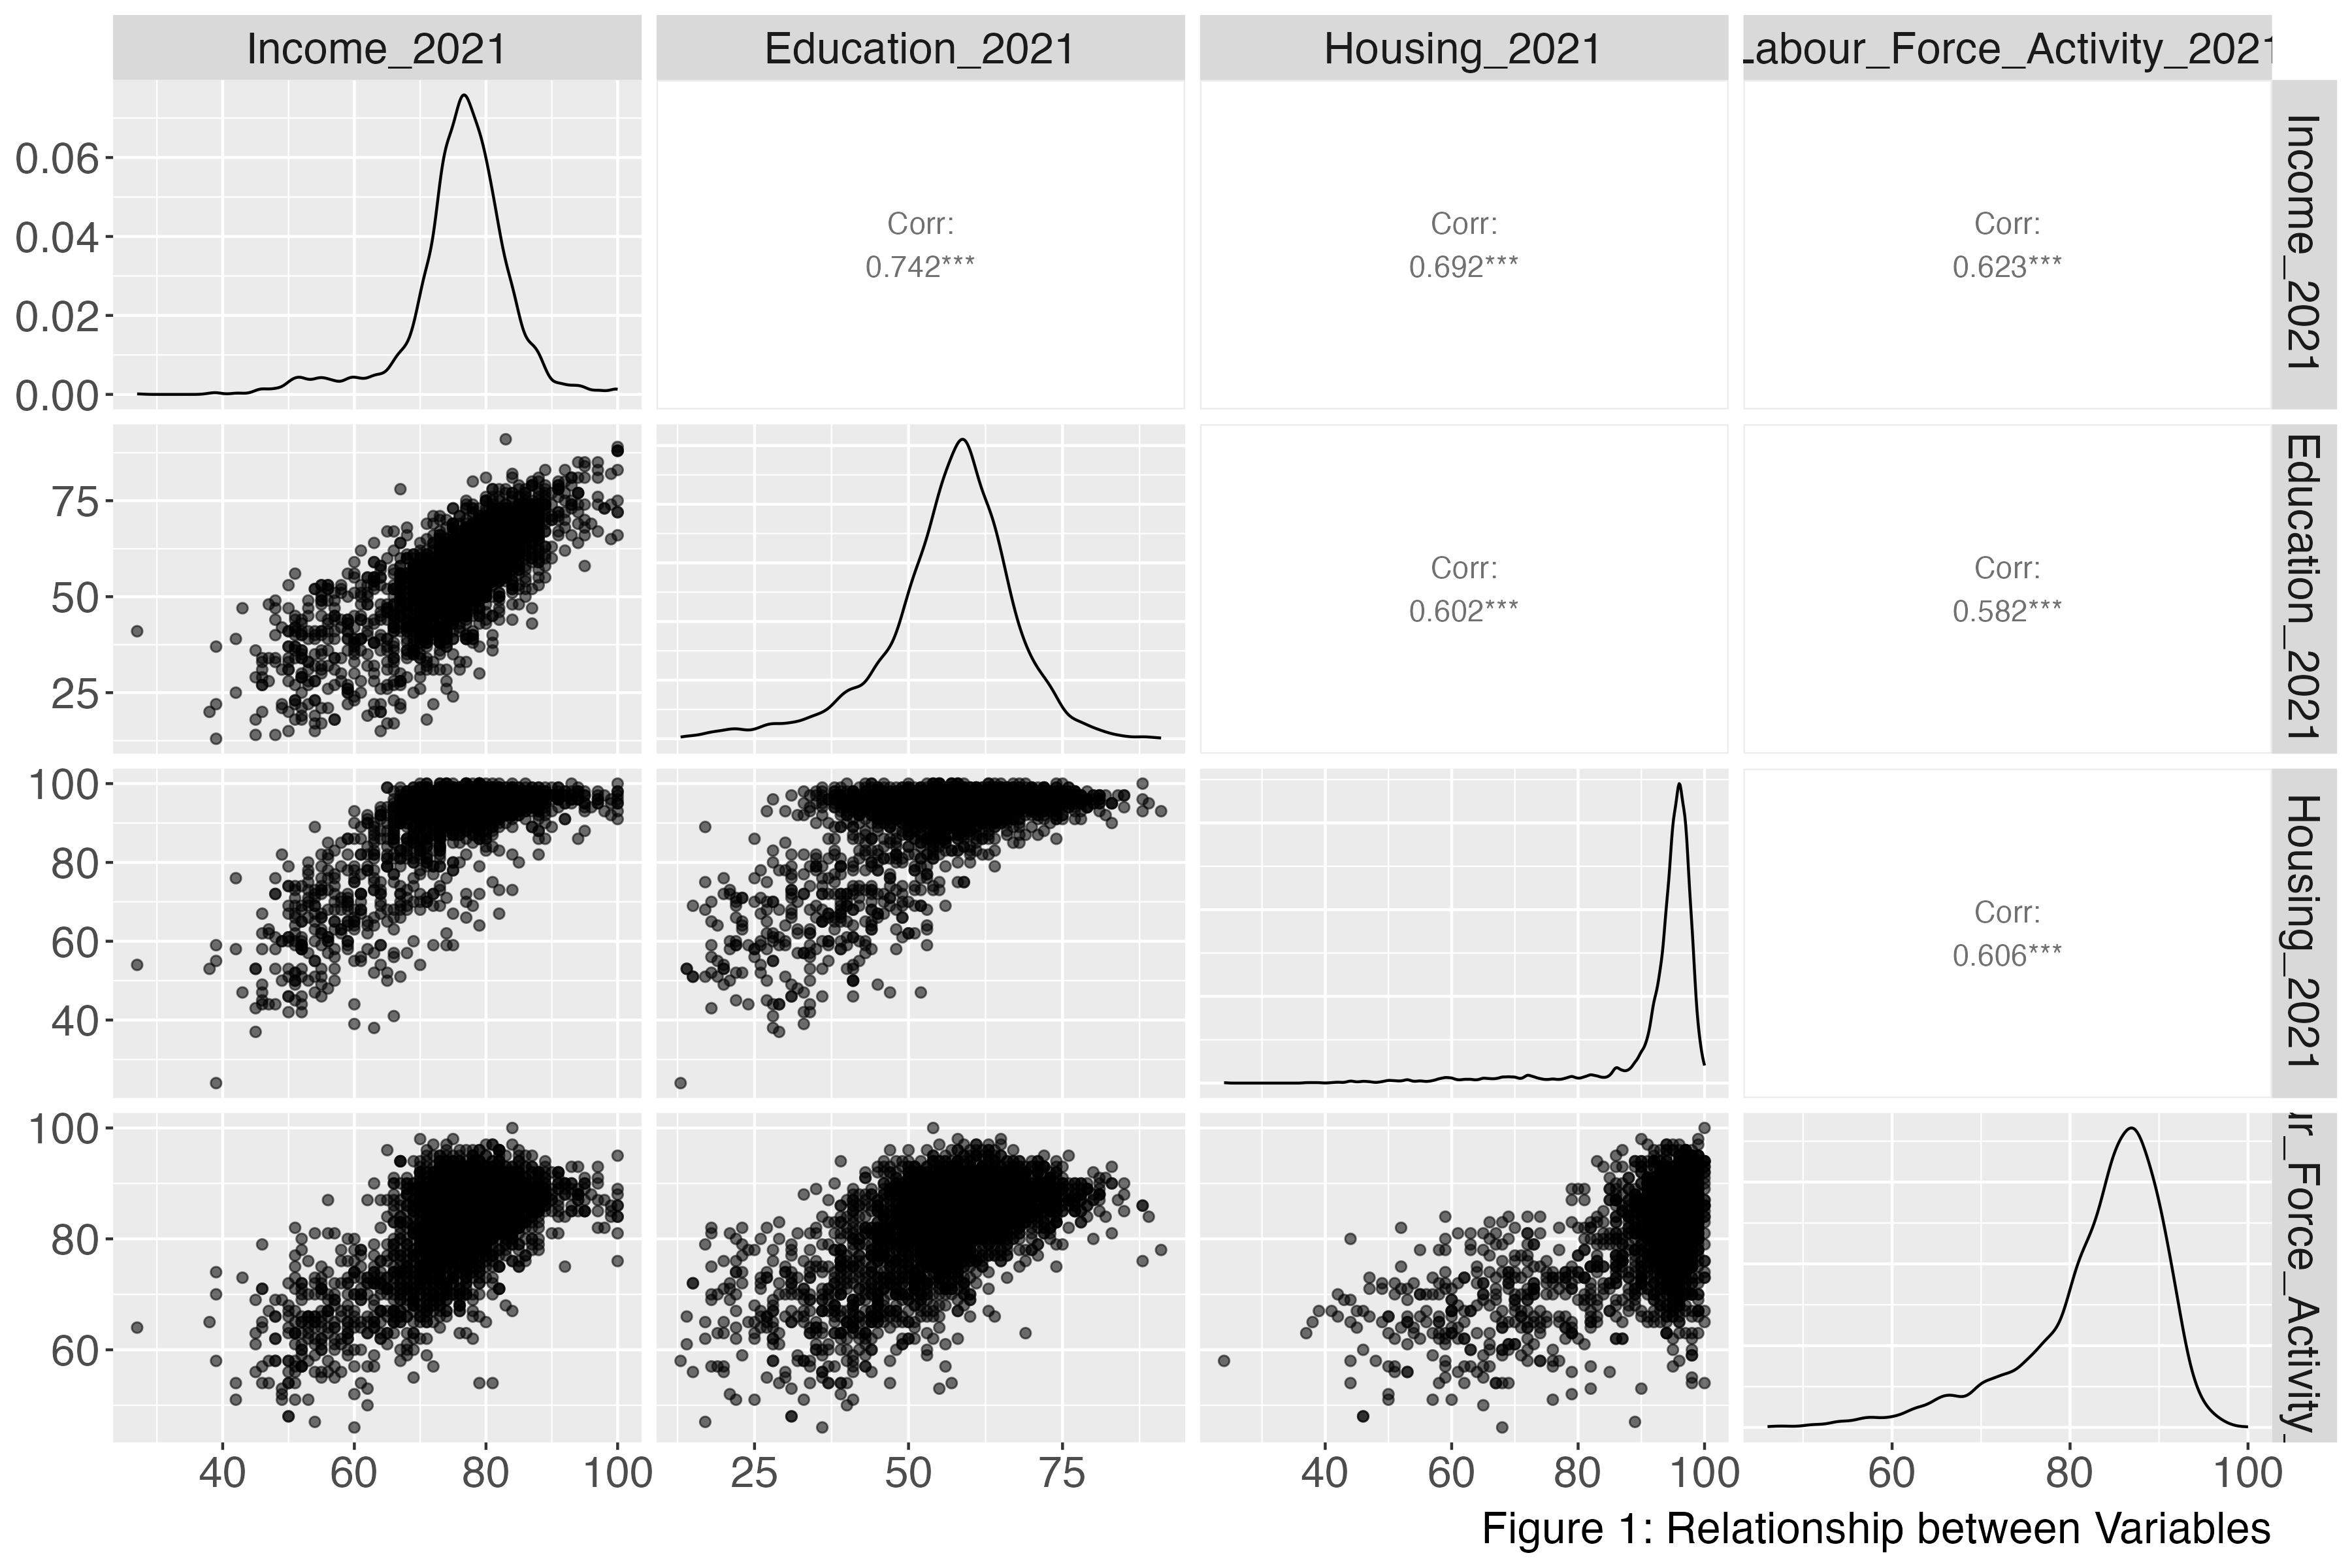 Income_2021 Education_2021 Housing_2021 Labour_Force_Activity_2021
0.06
0.04
0.02
0.00
Corr:
0.742***
Corr:
0.692***
Corr:
0.623***
Income_2021
75
50
25
Corr:
0.602***
Corr:
0.582***
Education_2021
100
80
60
40
Corr:
0.606***
Housing_2021
100
80
60
ur_Force_Activity_
40 60 80 100 25 50 75 40 60 80 100 60 80 100
Figure 1: Relationship between Variables